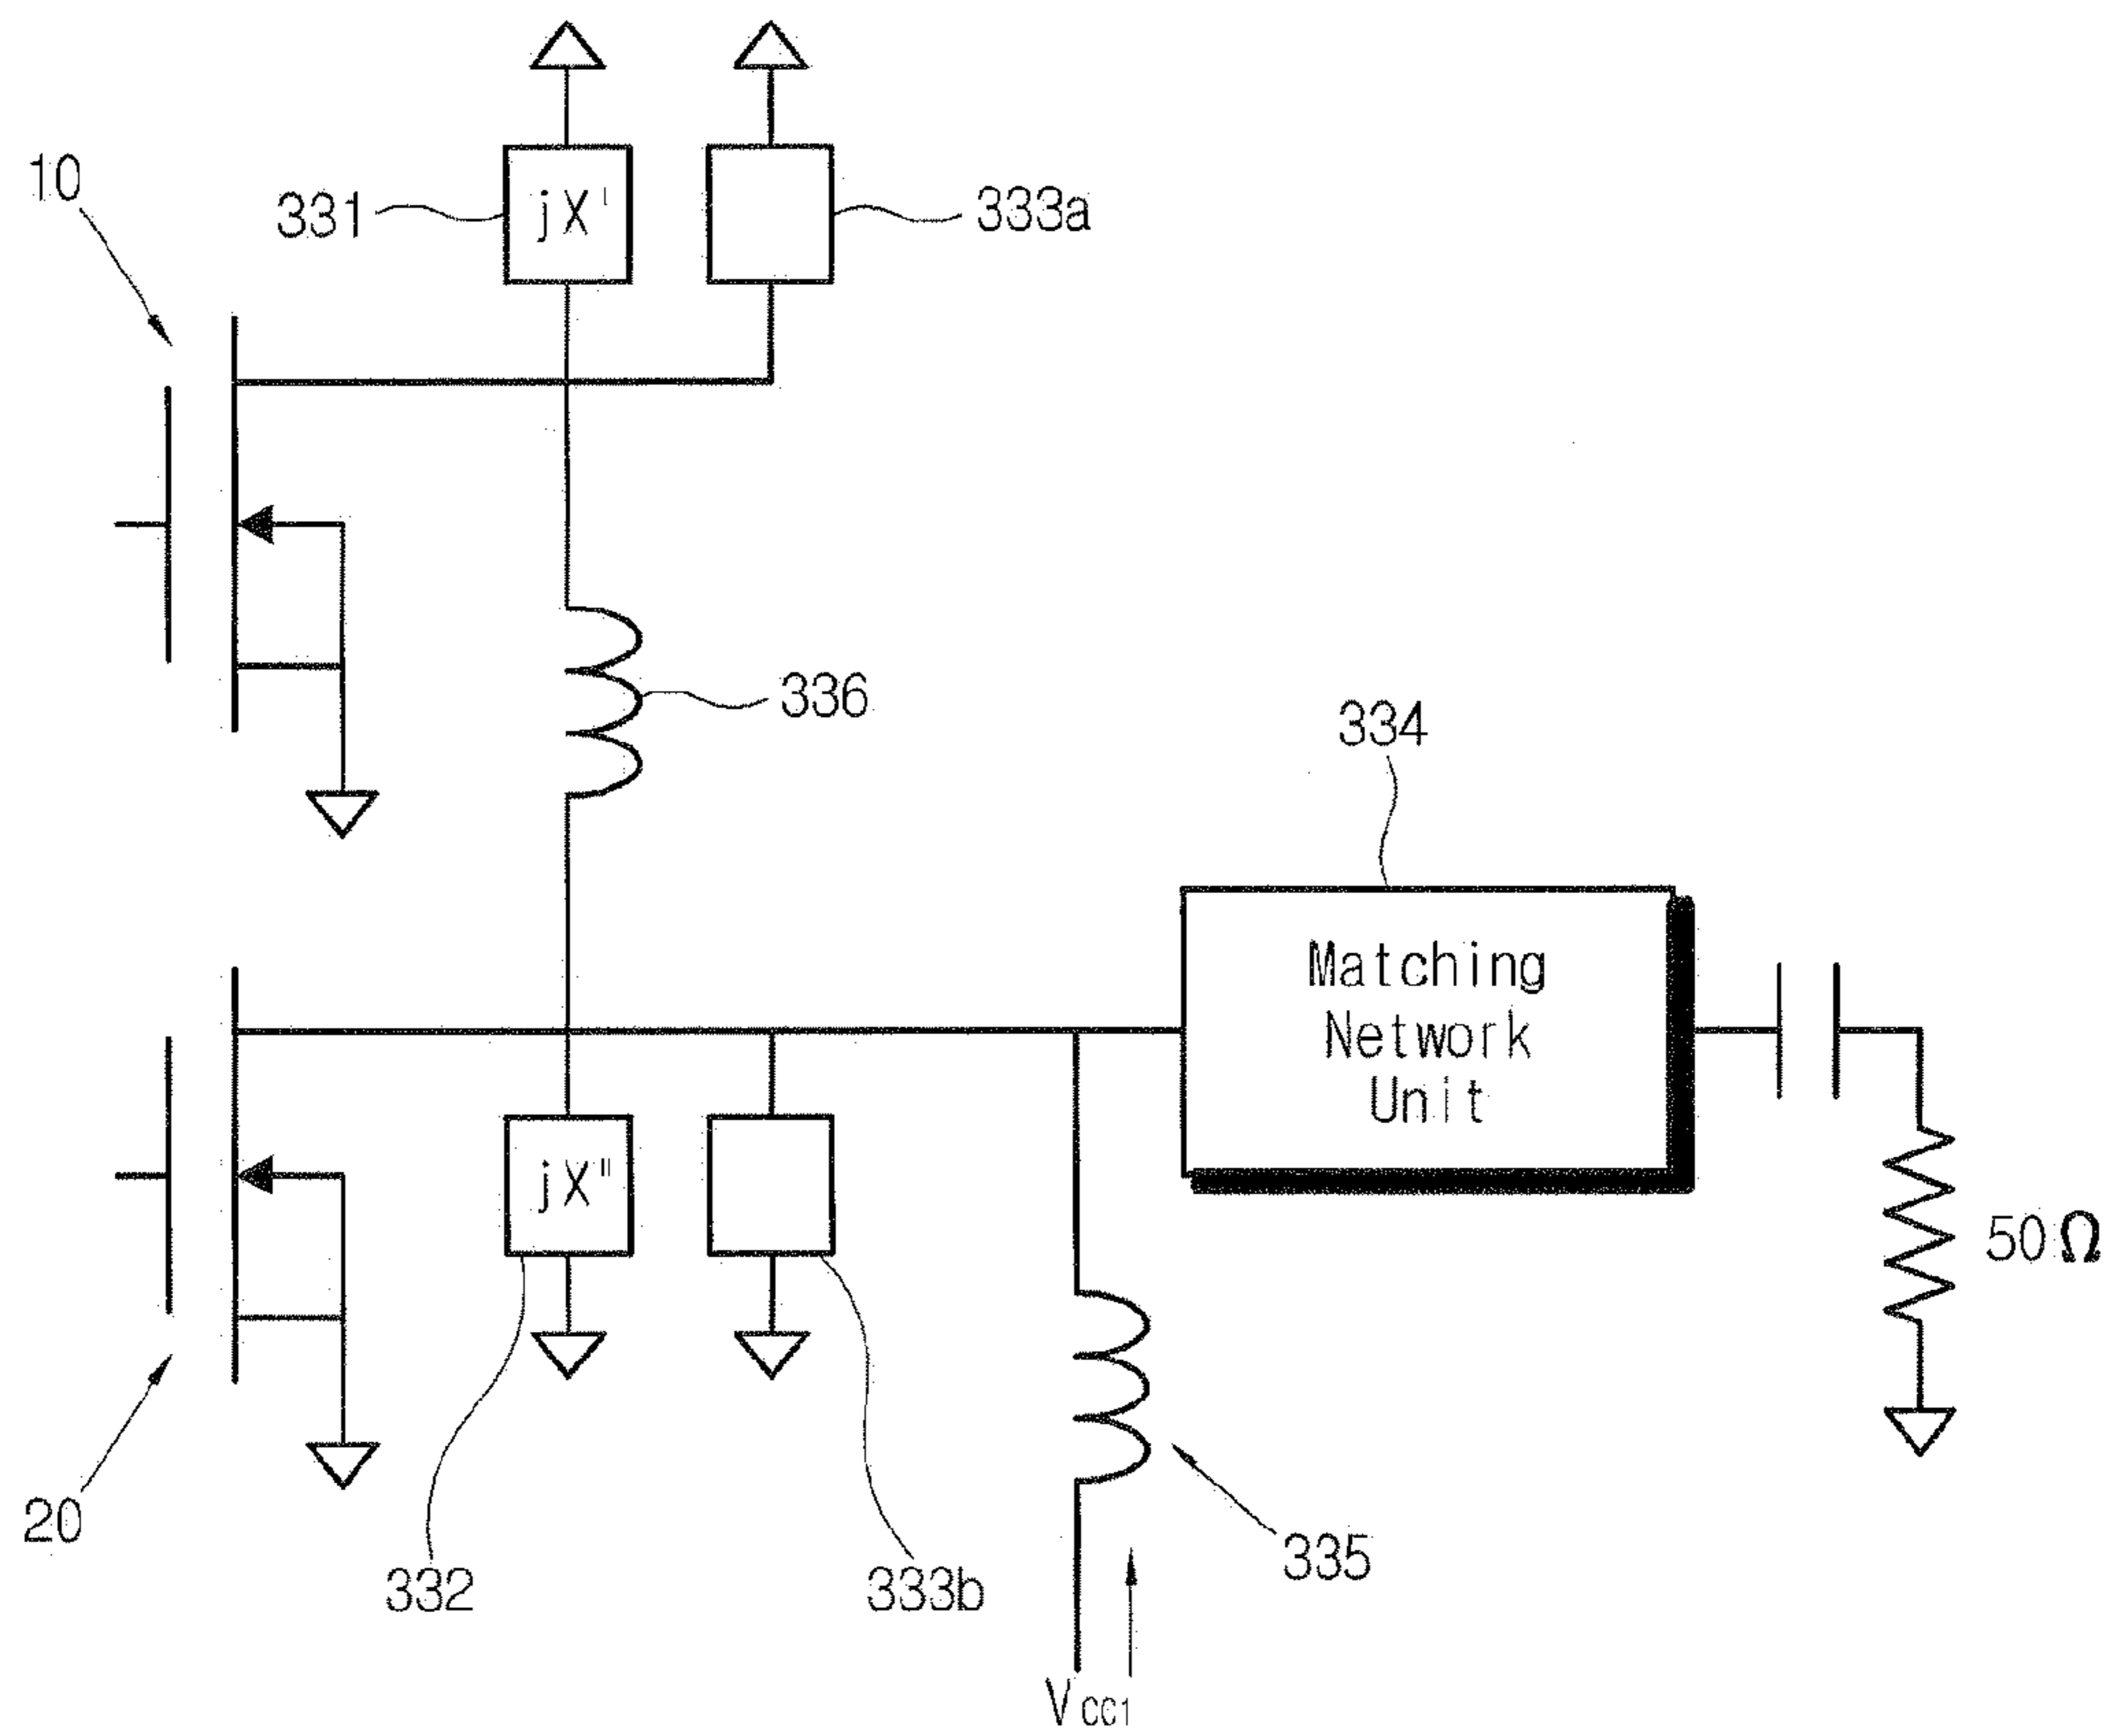 10
331
jX'
333a
336
334
Matching
Network
Unit
jX"
50Ω
20
332
333b
335
Vcc1